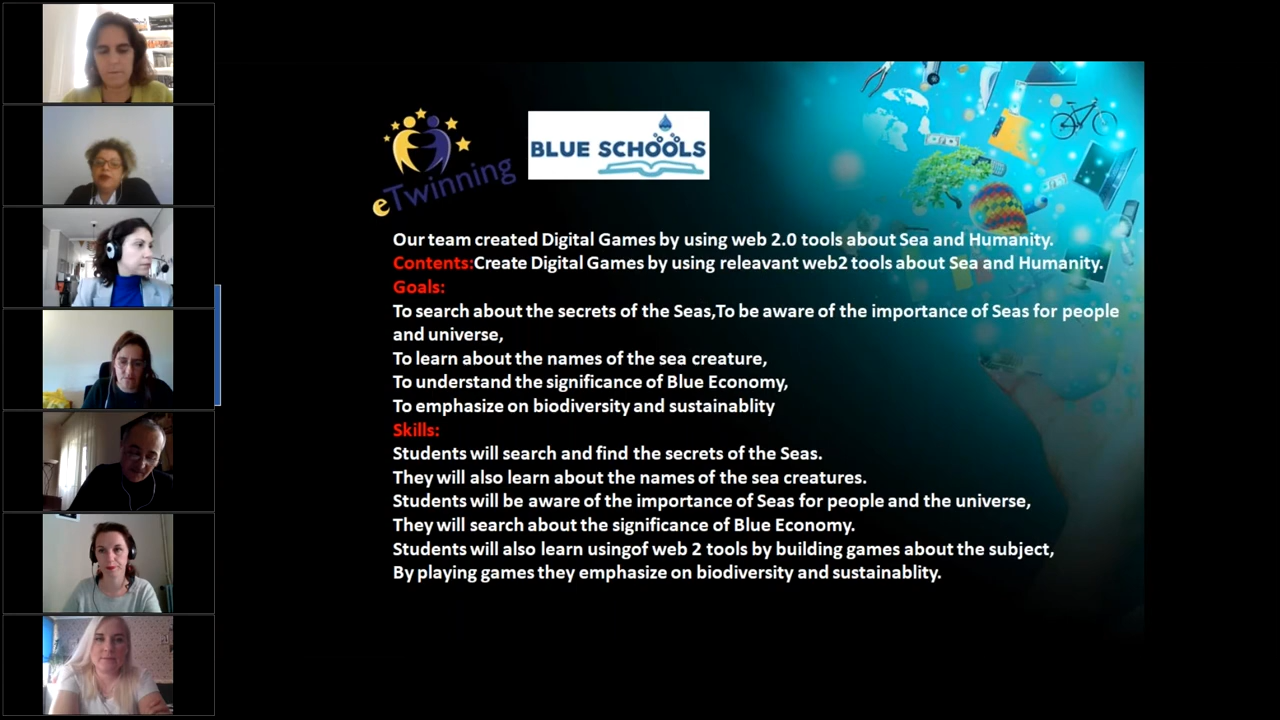 eTwinning
BLUE SCHOOLS
Our team created Digital Games by using web 2.0 tools about Sea and Humanity.
Contents:Create Digital Games by using releavant web2 tools about Sea and Humanity.
Goals:
To search about the secrets of the Seas,To be aware of the importance of Seas for people
and universe,
To learn about the names of the sea creature,
To understand the significance of Blue Economy,
To emphasize on biodiversity and sustainablity
Skills:
Students will search and find the secrets of the Seas.
They will also learn about the names of the sea creatures.
Students will be aware of the importance of Seas for people and the universe,
They will search about the significance of Blue Economy.
Students will also learn usingof web 2 tools by building games about the subject,
By playing games they emphasize on biodiversity and sustainablity.